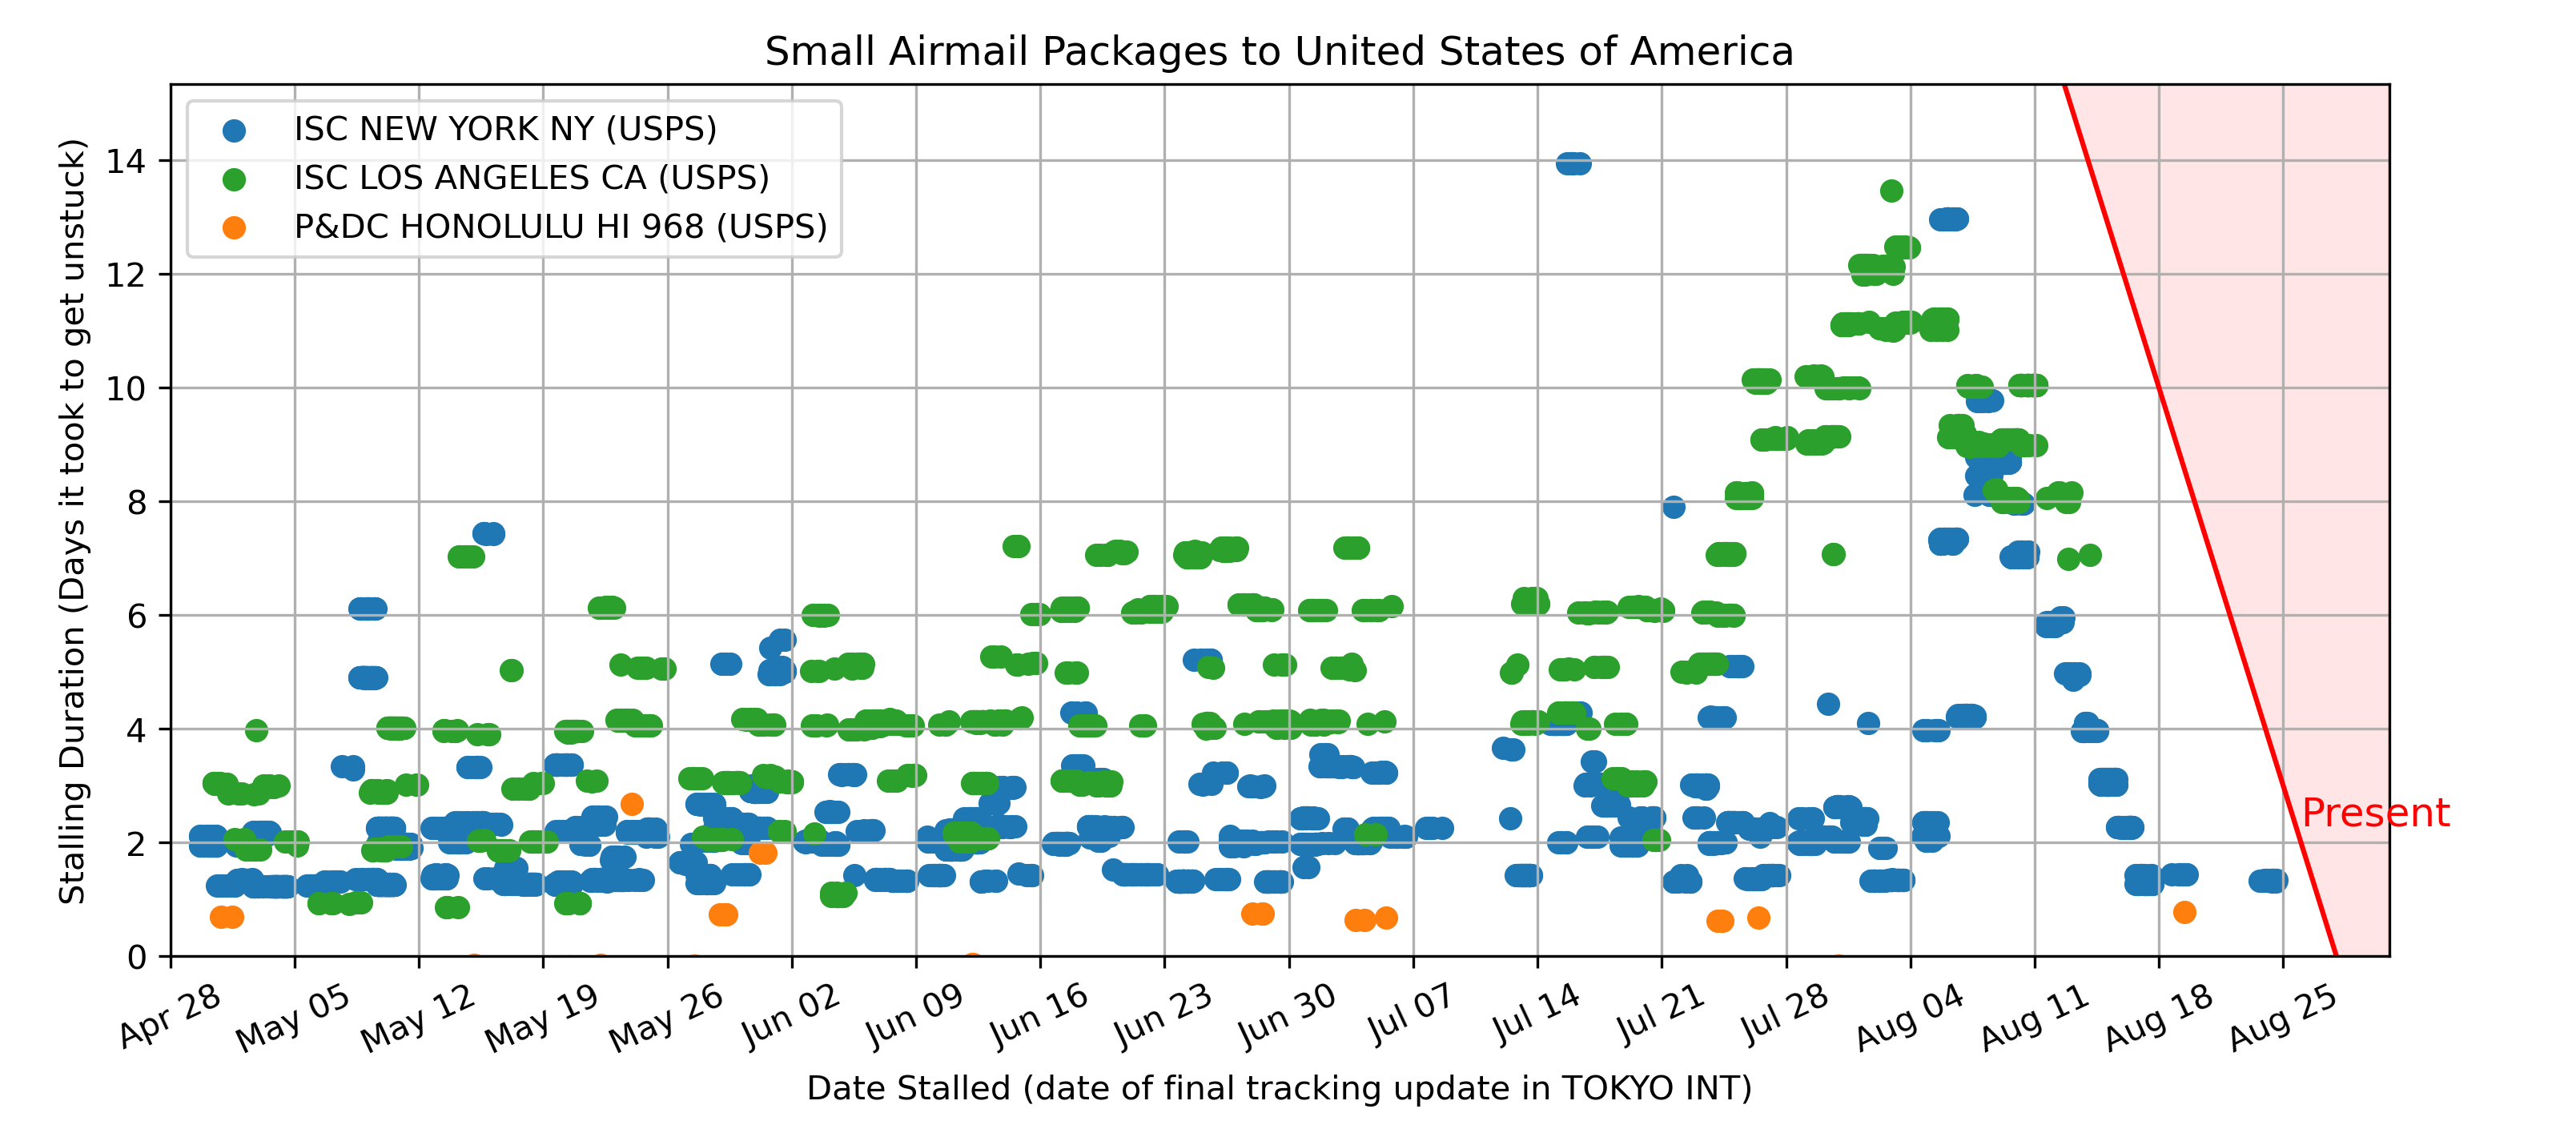 Small Airmail Packages to United States of America
ISC NEW YORK NY (USPS)
ISC LOS ANGELES CA (USPS)
P&DC HONOLULU HI 968 (USPS)
Stalling Duration (Days it took to get unstuck)
14
12
10
8
6
4
2
0
Present
Apr 28
May 05
May 12
May 19
May 26
Jun 02
Jun 09
Jun 16
Jun 23
Jun 30
Jul 07
Jul 14
Jul 21
Jul 28
Aug 04
Aug 11
Aug 18
Aug 25
Date Stalled (date of final tracking update in TOKYO INT)